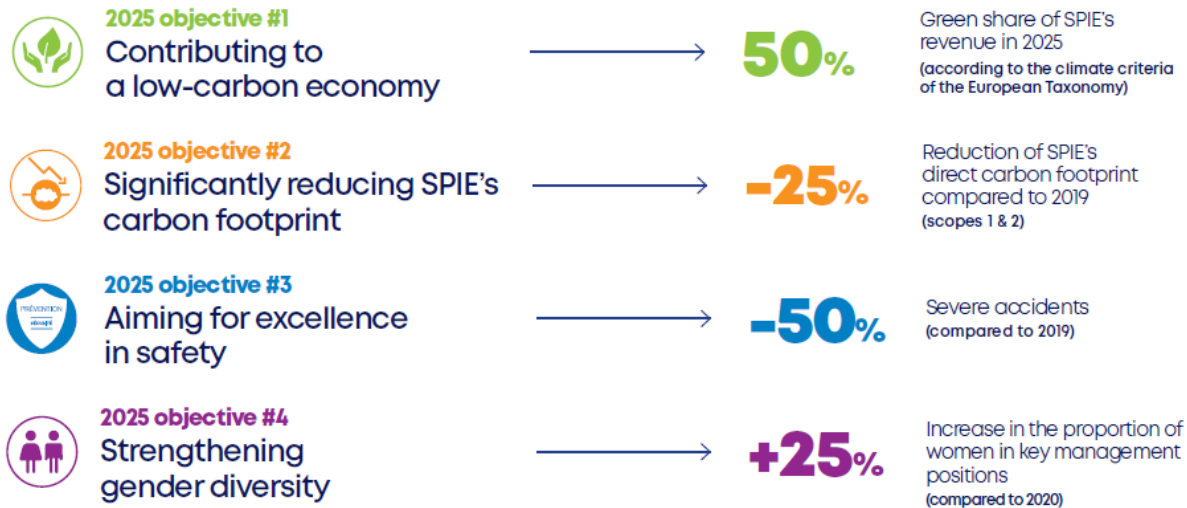 2025 objective #1
Contributing to
a low-carbon economy
50%
Green share of SPIE's
revenue in 2025
(according to the climate criteria
of the European Taxonomy)
2025 objective #2
Significantly reducing SPIE's
carbon footprint
-25%
Reduction of SPIE's
direct carbon footprint
compared to 2019
(scopes 1 & 2)
PRÉVENTION
2025 objective #3
Aiming for excellence
in safety
-50%
Severe accidents
(compared to 2019)
2025 objective #4
Strengthening
gender diversity
+25%
Increase in the proportion of
women in key management
positions
(compared to 2020)